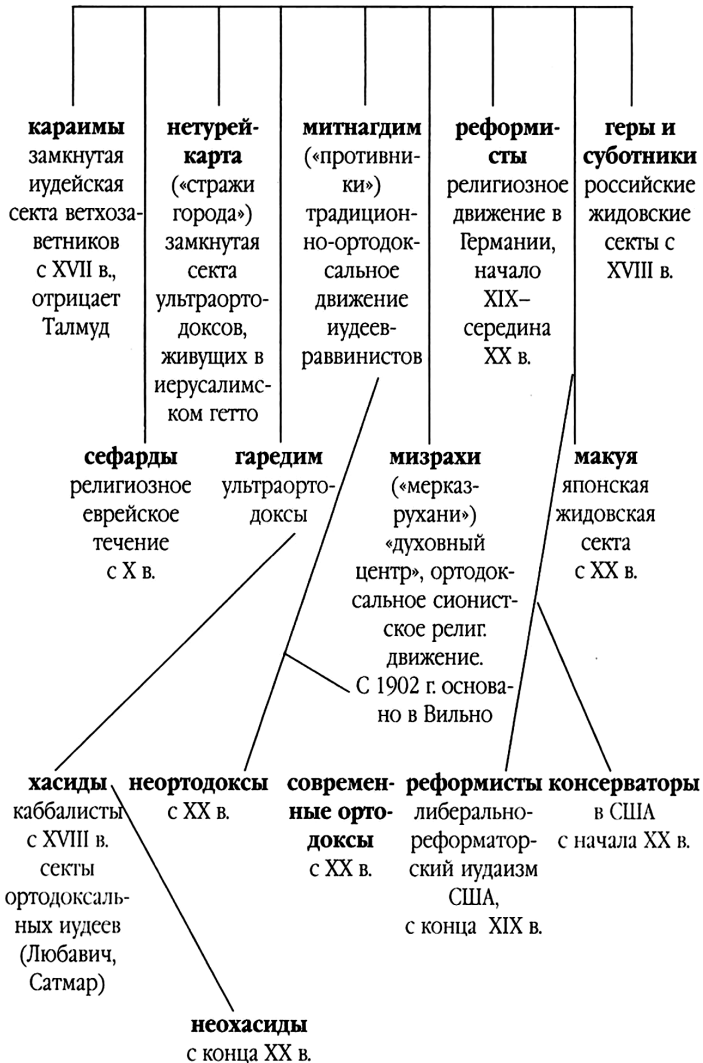 караимы
замкнутая
иудейская
секта ветхоза-
ветников
с XVII в.,
отрицает
Талмуд
нетурей-
карта
(«стражи
города»)
замкнутая
секта
ультраорто-
доксов,
живущих в
иерусалимс-
ком гетто
митнагдим
(«противни-
ки»)
традицион-
но-ортодок-
сальное
движение
иудеев-
раввинистов
реформи-
сты
религиозное
движение в
Германии,
начало
XIX–
середина
XX в.
геры и
суботники
российские
жидовские
секты с
XVIII в.
сефарды
религиозное
еврейское
течение
с X в.
гаредим
ультраорто-
доксы
мизрахи
(«мерказ-
рухани»)
«духовный
центр», ортодок-
сальное сионист-
ское религ.
движение.
С 1902 г. основа-
но в Вильно
макуя
японская
жидовская
секта
с XX в.
хасиды
каббалисты
с XVIII в.
секты
ортодоксаль-
ных иудеев
(Любавич,
Сатмар)
неортодоксы
с XX в.
современ-
ные орто-
доксы
с XX в.
реформисты
либерально-
реформатор-
ский иудаизм
США,
с конца XIX в.
консерваторы
в США
с начала XX в.
неохасиды
с конца XX в.